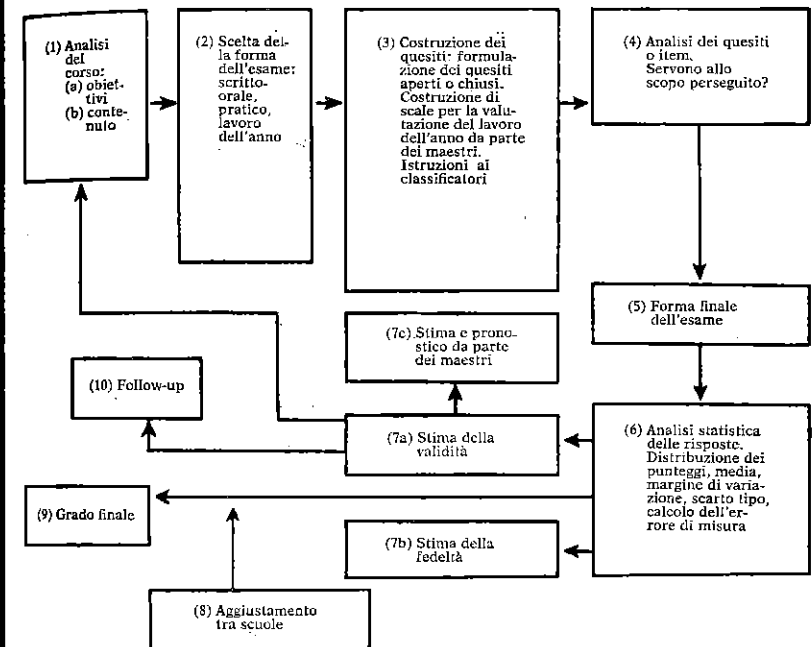 (1) Analisi
del
corso:
(a) obiet-
tivi
(b) conte-
nuto
(2) Scelta del-
la forma
dell'esame:
scritto-
orale,
pratico,
lavoro
dell'anno
(3) Costruzione dei
quesiti: formula-
zione dei quesiti
aperti o chiusi.
Costruzione di
scale per la valu-
tazione del lavoro
dell'anno da parte
dei maestri.
Istruzioni ai
classificatori
(4) Analisi dei quesiti
o item.
Servono allo
scopo perseguito?
(5) Forma finale
dell'esame
(7c) Stima e prono-
stico da parte
dei maestri
(10) Follow-up
(7a) Stima della
validità
(6) Analisi statistica
delle risposte.
Distribuzione dei
punteggi, media,
margine di varia-
zione, scarto tipo,
calcolo dell'er-
rore di misura
(9) Grado finale
(7b) Stima della
fedeltà
(8) Aggiustamento
tra scuole